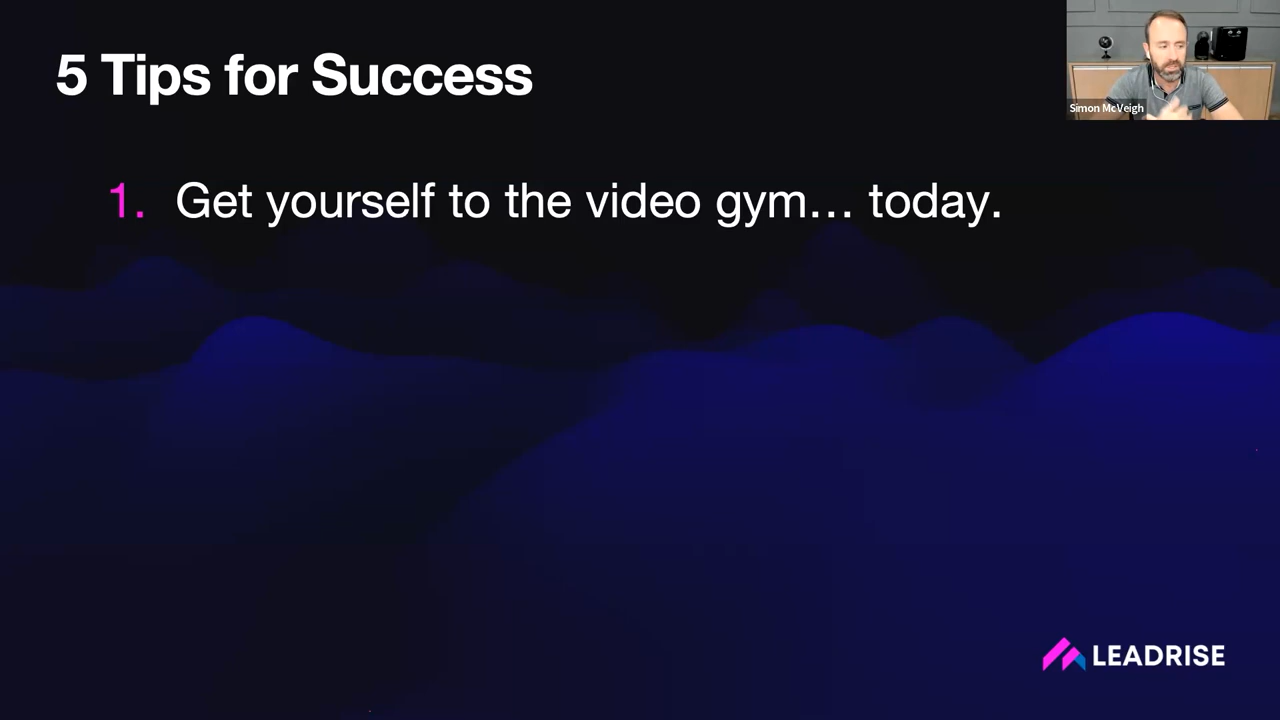 5 Tips for Success
Simon McVeigh
1. Get yourself to the video gym… today.
LEADRISE